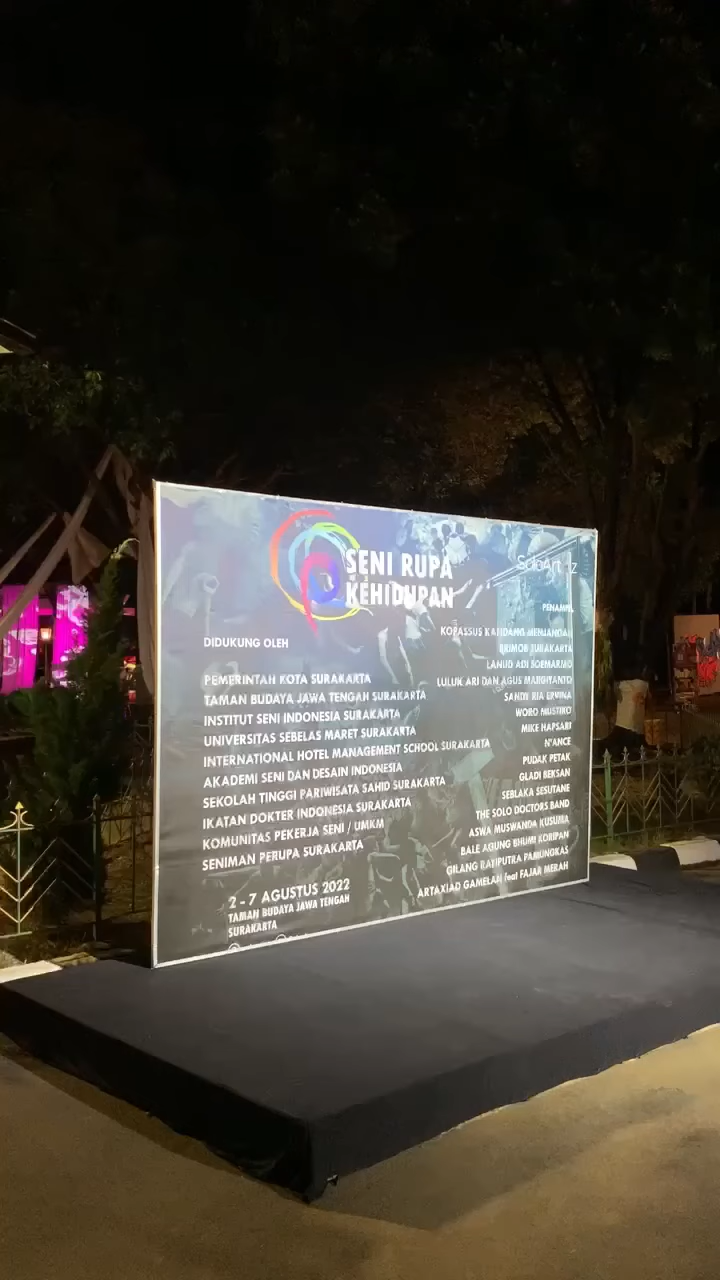 SENI RUPA
KEHIDUPAN
DIDUKUNG OLEH
PEMERINTAH KOTA SURAKARTA
TAMAN BUDAYA JAWA TENGAH SURAKARTA
INSTITUT SENI INDONESIA SURAKARTA
UNIVERSITAS SEBELAS MARET SURAKARTA
INTERNATIONAL HOTEL MANAGEMENT SCHOOL SURAKARTA
AKADEMI SENI DAN DESAIN INDONESIA
SEKOLAH TINGGI PARIWISATA SAHID SURAKARTA
IKATAN DOKTER INDONESIA SURAKARTA
KOMUNITAS PEKERJA SENI / UMKM
SENIMAN PERUPA SURAKARTA
2 - 7 AGUSTUS 2022
TAMAN BUDAYA JAWA TENGAH
SURAKARTA
PENAMPIL
KOPASSUS KANDANG MENJANGAN
BRIMOB SURAKARTA
LANUD ADI SOEMARMO
LULUK ARI DAN AGUS MARGIYANTO
SANDY RIA ERVINA
WORO MUSTIKO
MIKE HAPSARI
N'ANCE
PUDAK PETAK
GLADI BEKSAN
SEBLAKA SESUTANE
THE SOLO DOCTORS BAND
ASWA MUSWANDA KUSUMA
BALE AGUNG BHUMI KORIPAN
GILANG RAYIPUTRA PAMUNGKAS
ARTAXIAD GAMELAN feat FAJAR MERAH